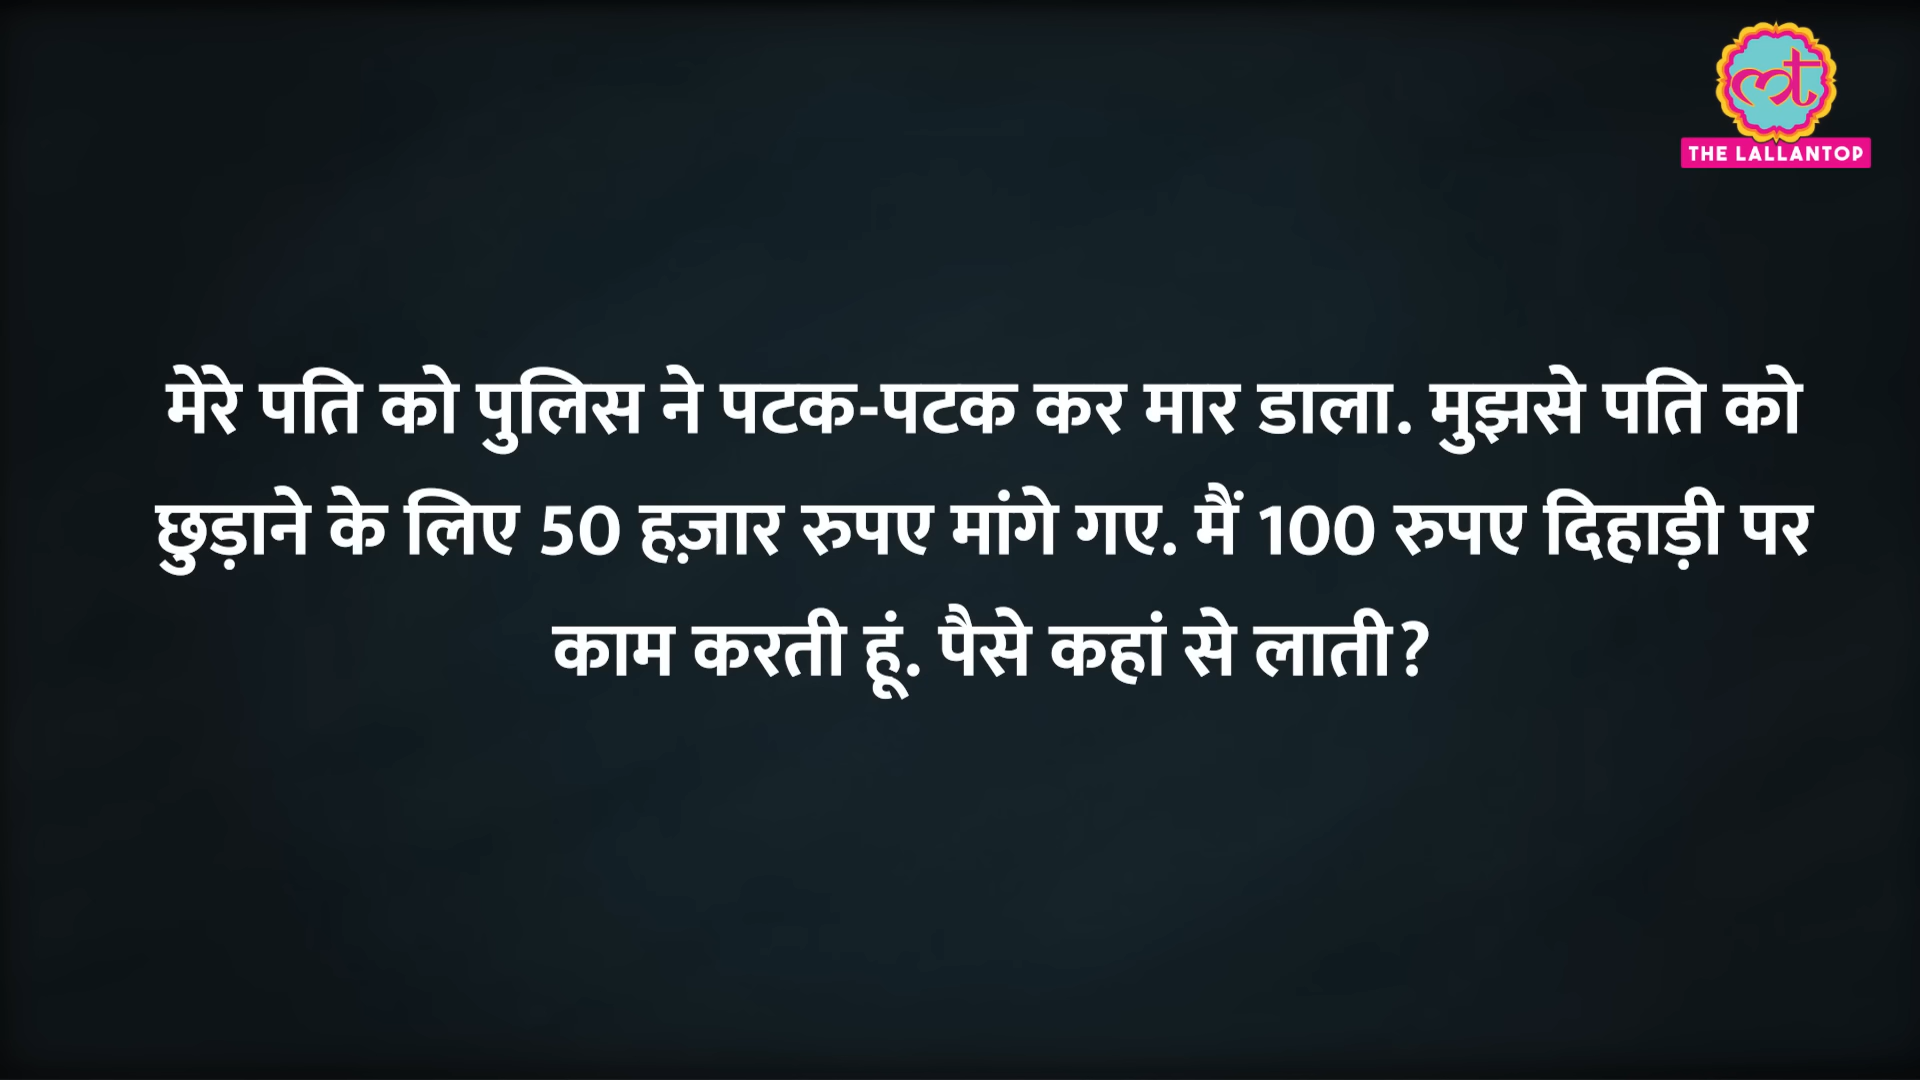 THE LALLANTOP
मेरे पति को पुलिस ने पटक-पटक कर मार डाला. मुझसे पति को
छुड़ाने के लिए 50 हज़ार रुपए मांगे गए. मैं 100 रुपए दिहाड़ी पर
काम करती हूं. पैसे कहां से लाती?